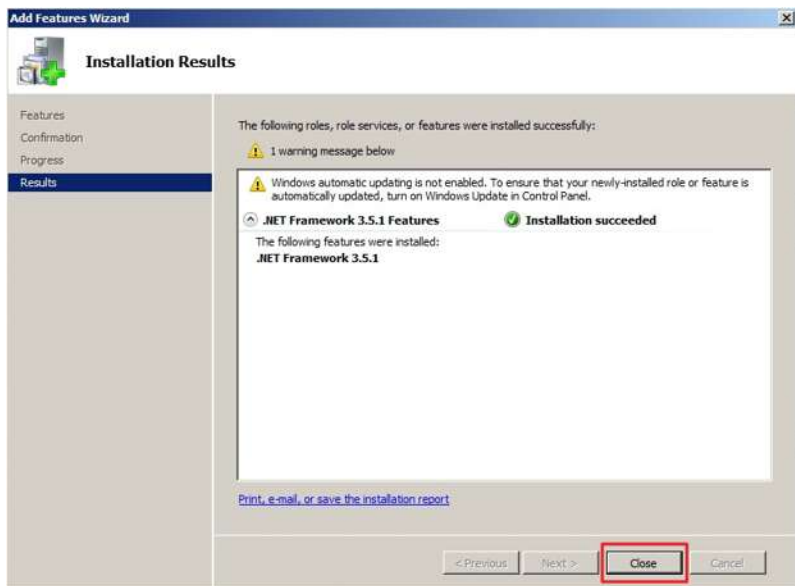 Add Features Wizard
Installation Results
Features
Confirmation
Progress
Results
The following roles, role services, or features were installed successfully:
1 warning message below
Windows automatic updating is not enabled. To ensure that your newly-installed role or feature is
automatically updated, turn on Windows Update in Control Panel.
.NET Framework 3.5.1 Features
Installation succeeded
The following features were installed:
.NET Framework 3.5.1
Print, e-mail, or save the installation report
< Previous
Next >
Close
Cancel